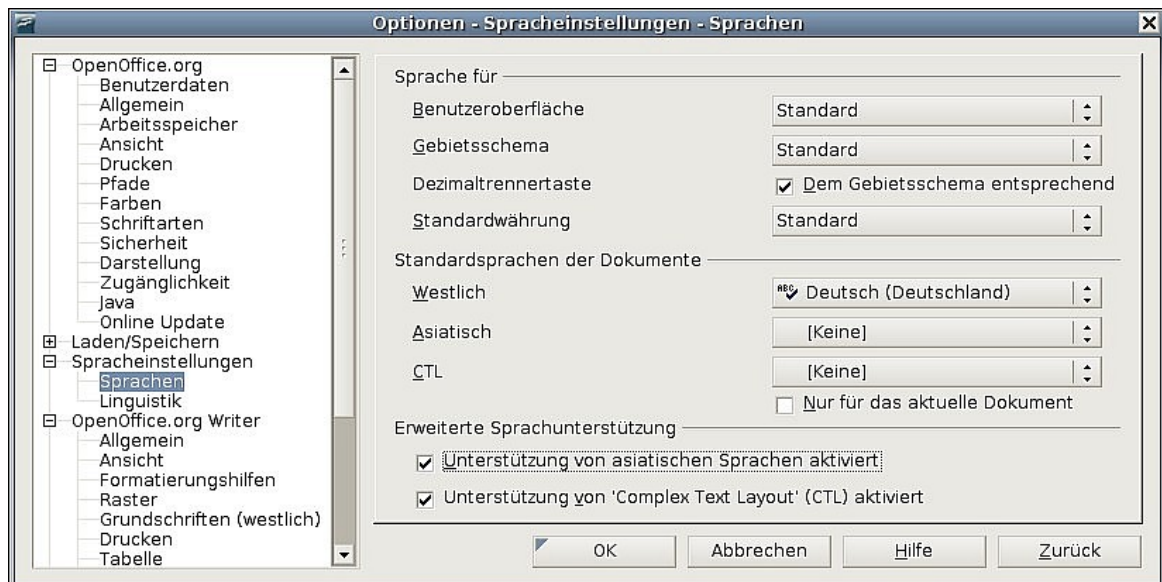 Optionen - Spracheinstellungen - Sprachen
OpenOffice.org
Benutzerdaten
Allgemein
Arbeitsspeicher
Ansicht
Drucken
Pfade
Farben
Schriftarten
Sicherheit
Darstellung
Zugänglichkeit
Java
Online Update
Laden/Speichern
Spracheinstellungen
Sprachen
Linguistik
OpenOffice.org Writer
Allgemein
Ansicht
Formatierungshilfen
Raster
Grundschriften (westlich)
Drucken
Tabelle
Sprache für
Benutzeroberfläche Standard
Gebietsschema Standard
Dezimaltrennertaste Dem Gebietsschema entsprechend
Standardwährung Standard
Standardsprachen der Dokumente
Westlich ABC Deutsch (Deutschland)
Asiatisch [Keine]
CTL [Keine]
Nur für das aktuelle Dokument
Erweiterte Sprachunterstützung
Unterstützung von asiatischen Sprachen aktiviert
Unterstützung von 'Complex Text Layout' (CTL) aktiviert
OK Abbrechen Hilfe Zurück